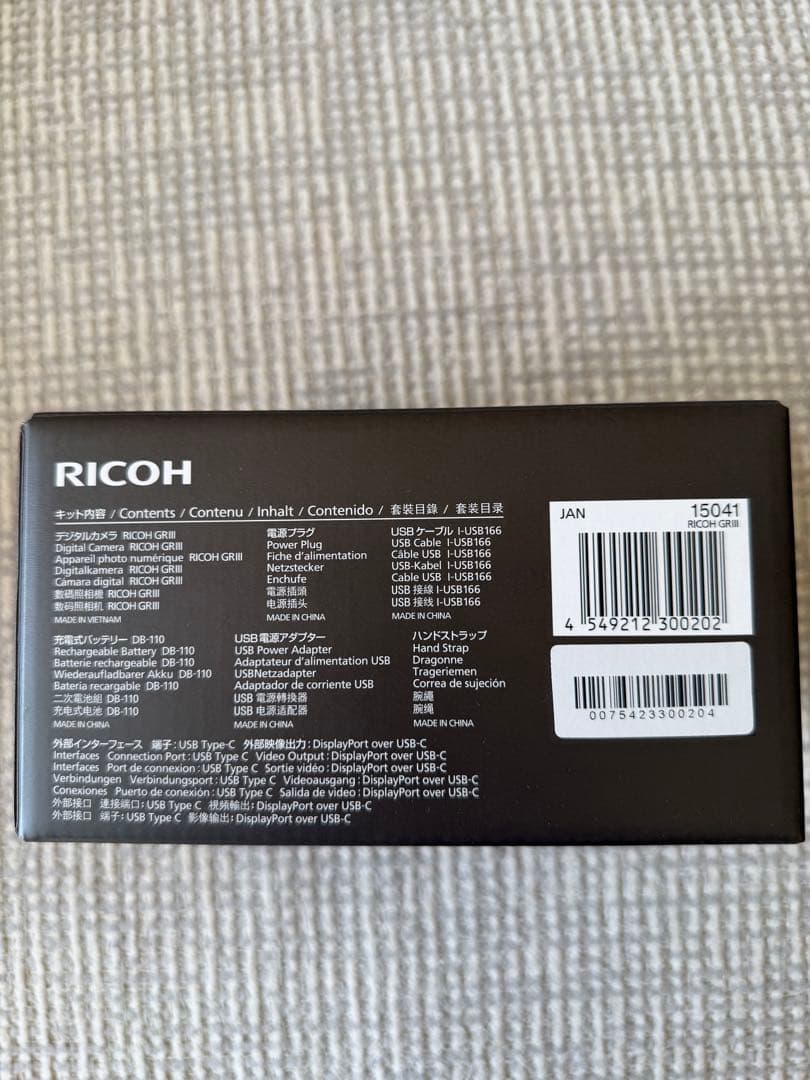 RICOH
キット内容 / Contents / Contenu / Inhalt / Contenido / 套裝目錄 / 套装目录
デジタルカメラ RICOH GRIII
Digital Camera RICOH GRIII
Appareil photo numérique RICOH GRIII
Digitalkamera RICOH GRIII
Cámara digital RICOH GRIII
數碼照相機 RICOH GRIII
数码照相机 RICOH GRIII
MADE IN VIETNAM
電源プラグ
Power Plug
Fiche d'alimentation
Netzstecker
Enchufe
電源插頭
电源插头
MADE IN CHINA
USBケーブル I-USB166
USB Cable I-USB166
Câble USB I-USB166
USB-Kabel I-USB166
Cable USB I-USB166
USB 接線 I-USB166
USB 接线 I-USB166
MADE IN CHINA
充電式バッテリー DB-110
Rechargeable Battery DB-110
Batterie rechargeable DB-110
Wiederaufladbarer Akku DB-110
Bateria recargable DB-110
二次電池組 DB-110
充电式电池 DB-110
MADE IN CHINA
USB電源アダプター
USB Power Adapter
Adaptateur d'alimentation USB
USBNetzadapter
Adaptador de corriente USB
USB 電源轉換器
USB 电源适配器
MADE IN CHINA
ハンドストラップ
Hand Strap
Dragonne
Trageriemen
Correa de sujeción
腕繩
腕绳
MADE IN CHINA
外部インターフェース 端子：USB Type-C 外部映像出力：DisplayPort over USB-C
Interfaces Connection Port : USB Type C Video Output : DisplayPort over USB-C
Interfaces Port de connexion : USB Type C Sortie vidéo : DisplayPort over USB-C
Verbindungen Verbindungsport : USB Type C Videoausgang : DisplayPort over USB-C
Conexiones Puerto de conexión : USB Type C Salida de video : DisplayPort over USB-C
外部接口 連接端口：USB Type C 視頻輸出：DisplayPort over USB-C
外部接口 端子：USB Type C 影像输出：DisplayPort over USB-C
JAN 15041
RICOH GRIII
4 549212 300202
0075423300204